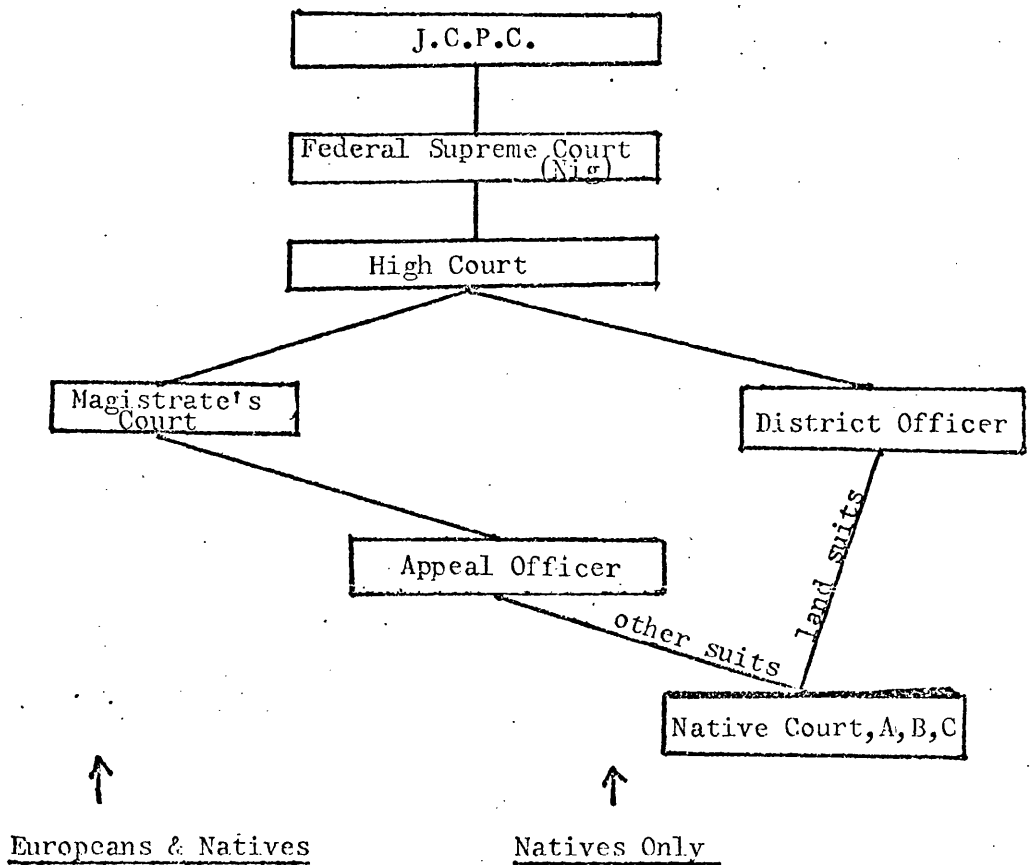 J.C.P.C.
Federal Supreme Court
(Nig)
High Court
Magistrate's
Court
District Officer
land suits
Appeal Officer
other suits
Native Court,A,B,C
Europeans & Natives
Natives Only